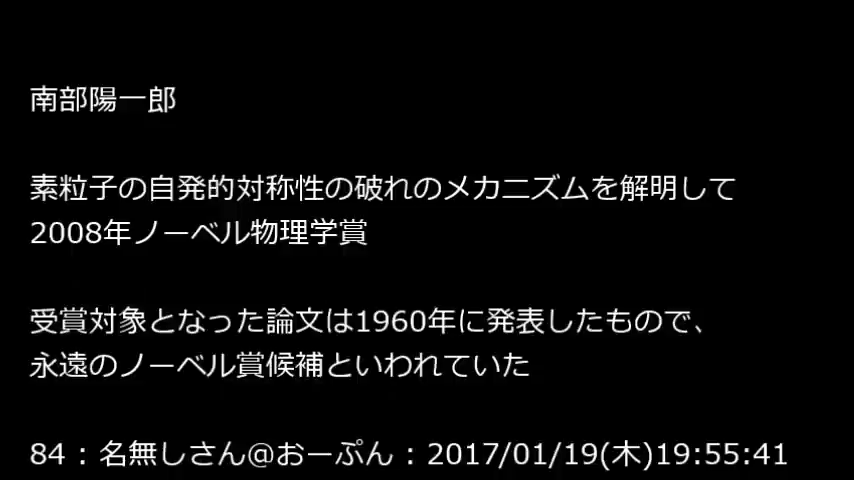 南部陽一郎
素粒子の自発的対称性の破れのメカニズムを解明して
2008年ノーベル物理学賞
受賞対象となった論文は1960年に発表したもので、
永遠のノーベル賞候補といわれていた
84 : 名無しさん@おーぷん : 2017/01/19(木)19:55:41